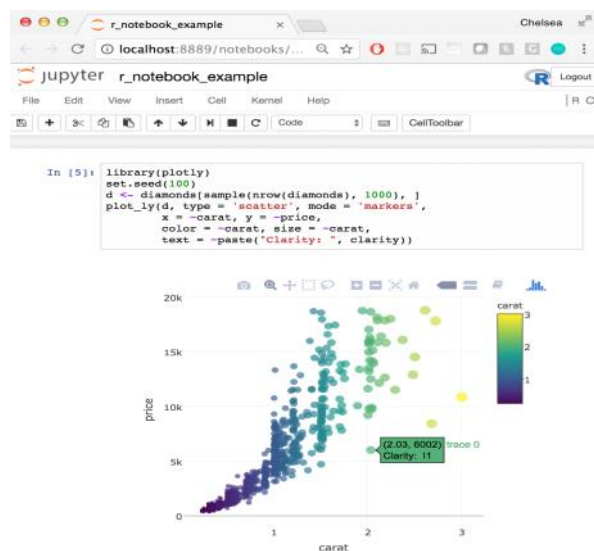 r_notebook_example ×
Chelsea
localhost:8889/notebooks/...
jupyter r_notebook_example
R Logout
File Edit View Insert Cell Kernel Help
R O
Code CellToolbar
In [5]: library(plotly)
set.seed(100)
d <- diamonds[sample(nrow(diamonds), 1000), ]
plot_ly(d, type = 'scatter', mode = 'markers',
x = ~carat, y = ~price,
color = ~carat, size = ~carat,
text = ~paste("Clarity: ", clarity))
20k
15k
10k
5k
0
price
1
2
3
carat
(2.03, 6002) trace 0
Clarity: I1
carat
3
2
1